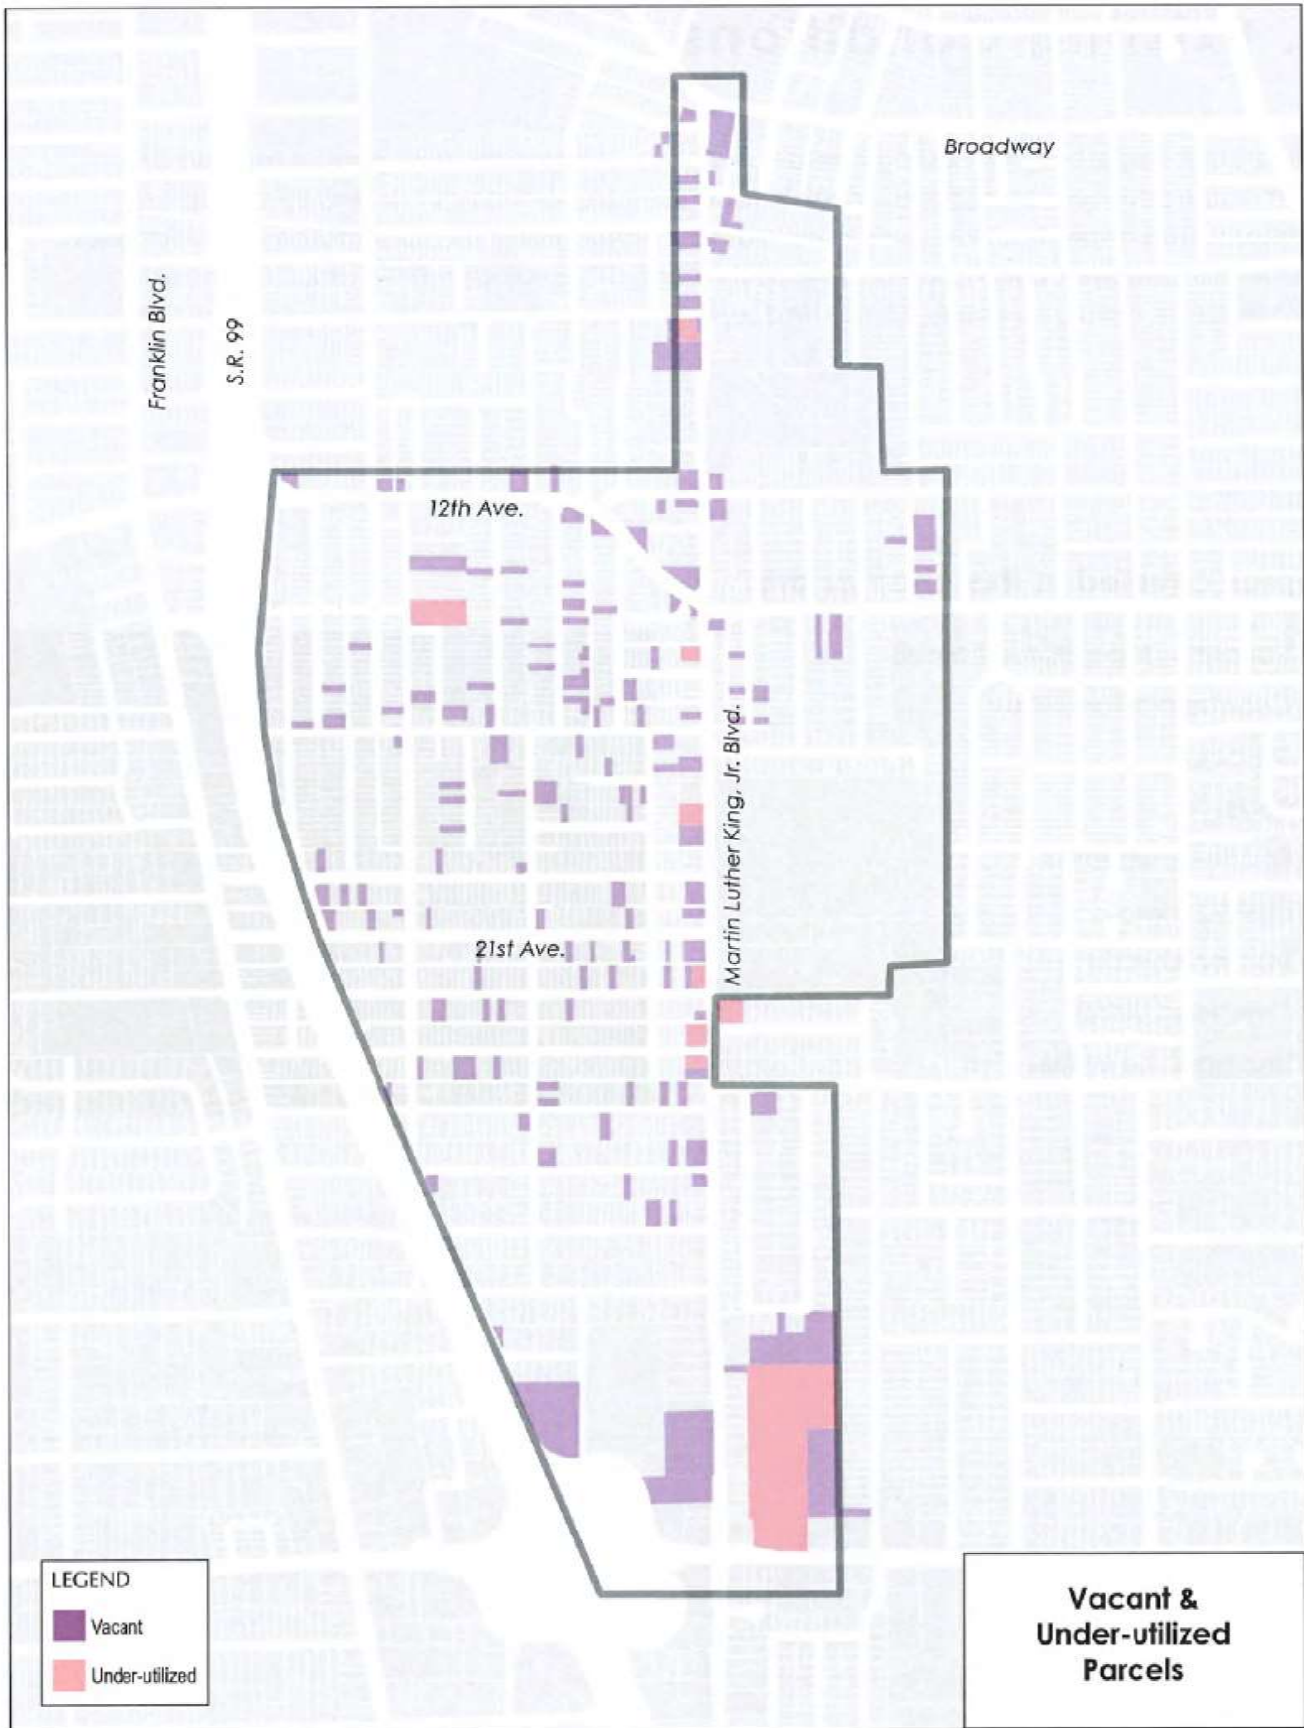 Broadway
Franklin Blvd.
S.R. 99
12th Ave.
Martin Luther King, Jr. Blvd.
21st Ave.
LEGEND
Vacant
Under-utilized
Vacant &
Under-utilized
Parcels